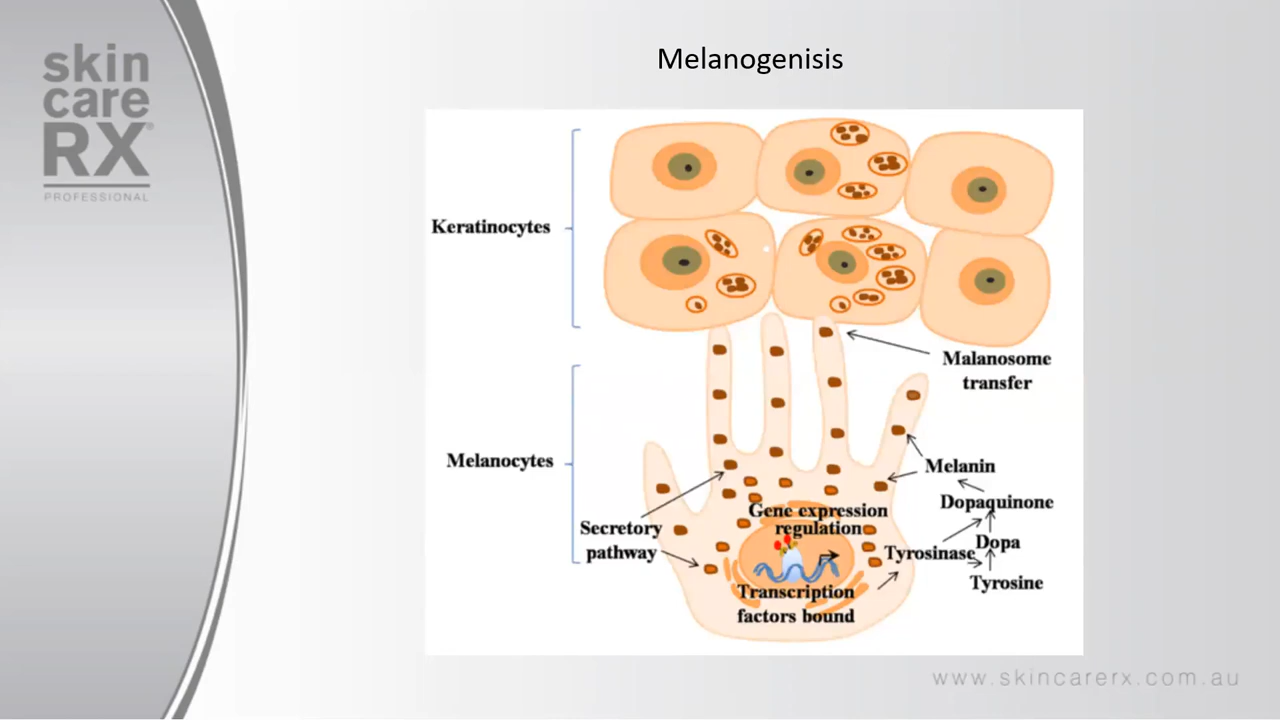 skin
care
RX®
PROFESSIONAL
Melanogenisis
Keratinocytes
Malanosome
transfer
Melanocytes
Melanin
Dopaquinone
Gene expression
regulation
Secretory
pathway
Dopa
Tyrosinase
Tyrosine
Transcription
factors bound
www.skincarerx.com.au